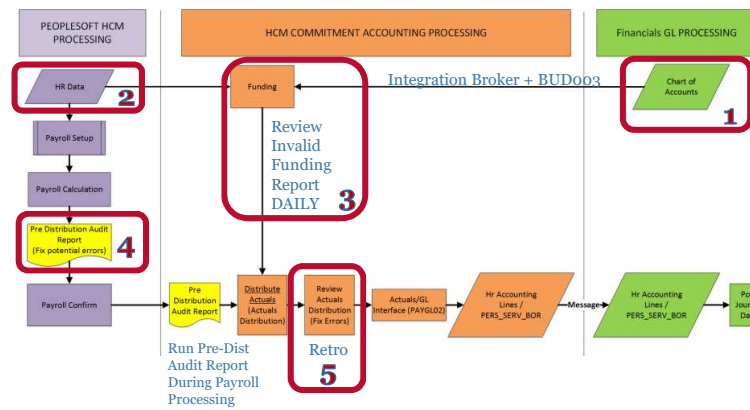 PEOPLESOFT HCM
PROCESSING
HCM COMMITMENT ACCOUNTING PROCESSING
Financials GL PROCESSING
HR Data
2
Funding
Integration Broker + BUD003
Chart of
Accounts
1
Payroll Setup
Review
Invalid
Funding
Report
DAILY
3
Payroll Calculation
Pre Distribution Audit
Report
(Fix potential errors)
4
Payroll Confirm
Pre
Distribution
Audit Report
Distribute
Actuals
(Actuals
Distribution)
Review
Actuals
Distribution
(Fix Errors)
Actuals/GL
Interface (PAYGL02)
Hr Accounting
Lines /
PERS_SERV_BOR
Message
Hr Accounting
Lines /
PERS_SERV_BOR
Po
Jour
Da
Run Pre-Dist
Audit Report
During Payroll
Processing
Retro
5